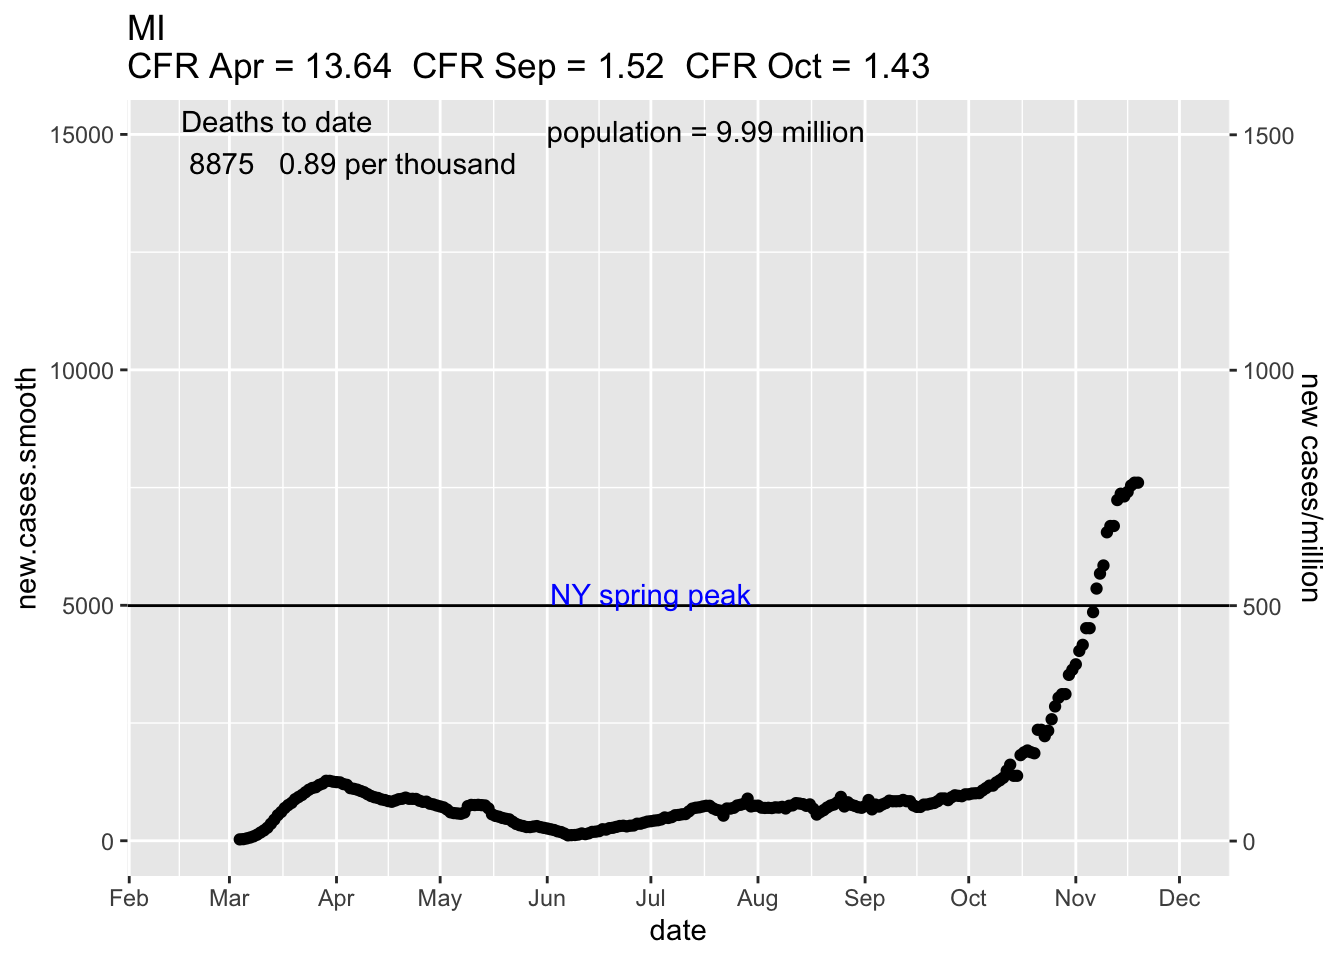 MI
CFR Apr = 13.64  CFR Sep = 1.52  CFR Oct = 1.43
Deaths to date
8875   0.89 per thousand
population = 9.99 million
15000
10000
5000
0
new.cases.smooth
NY spring peak
1500
1000
500
0
new cases/million
Feb Mar Apr May Jun Jul Aug Sep Oct Nov Dec
date